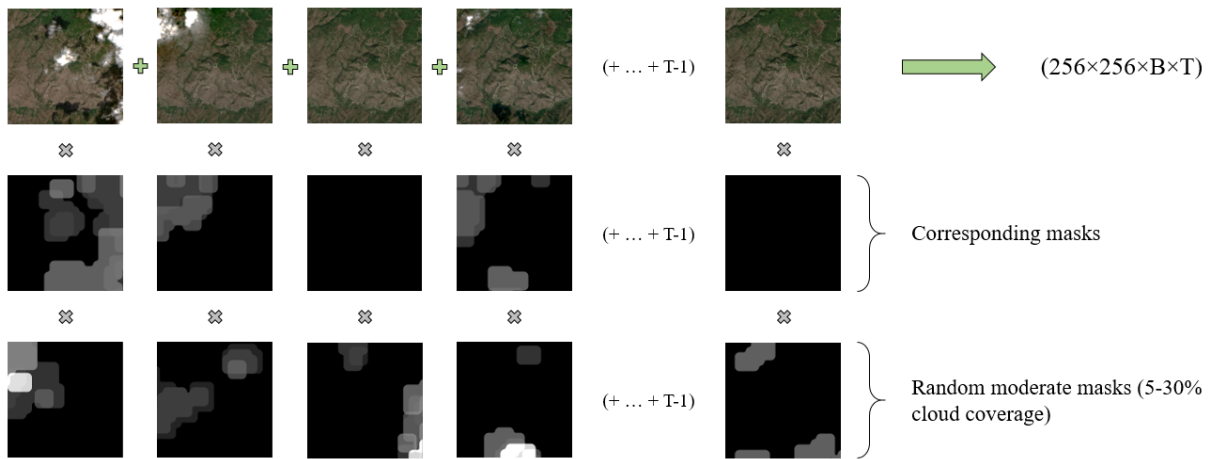 (+ … + T-1)
(256×256×B×T)
(+ … + T-1)
Corresponding masks
(+ … + T-1)
Random moderate masks (5-30%
cloud coverage)